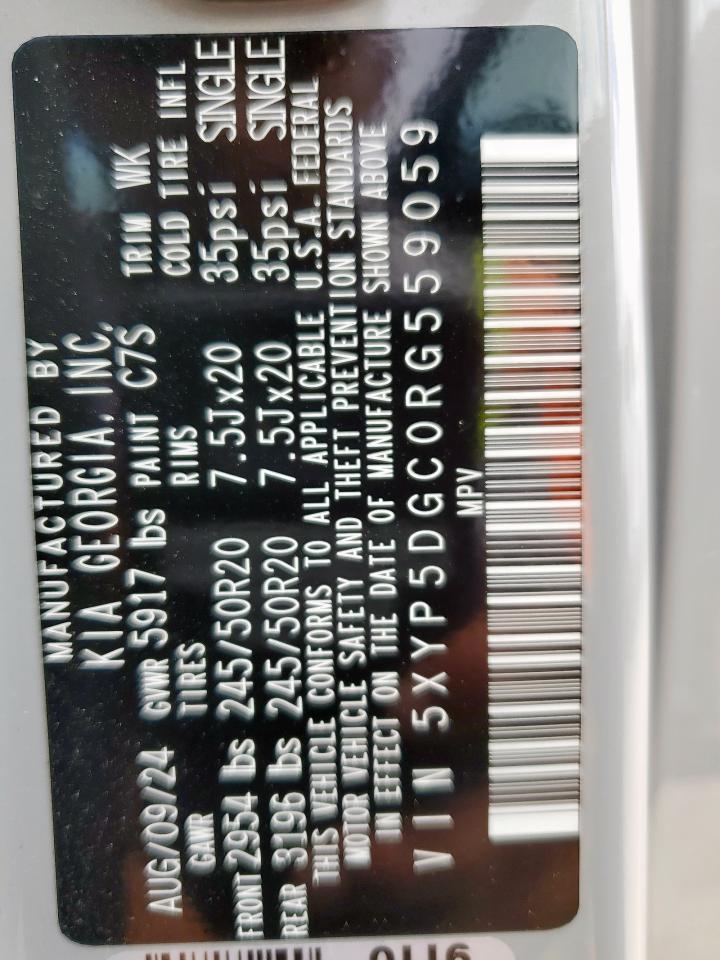 MANUFACTURED BY
KIA GEORGIA, INC.
AUG/09/24 GVWR 5917 lbs PAINT C7S TRIM WK
GAWR TIRES RIMS COLD TIRE INFL
FRONT 2954 lbs 245/50R20 7.5Jx20 35psi SINGLE
REAR 3196 lbs 245/50R20 7.5Jx20 35psi SINGLE
THIS VEHICLE CONFORMS TO ALL APPLICABLE U.S.A. FEDERAL
MOTOR VEHICLE SAFETY AND THEFT PREVENTION STANDARDS
IN EFFECT ON THE DATE OF MANUFACTURE SHOWN ABOVE
VIN 5XYP5DGC0RG559059
MPV